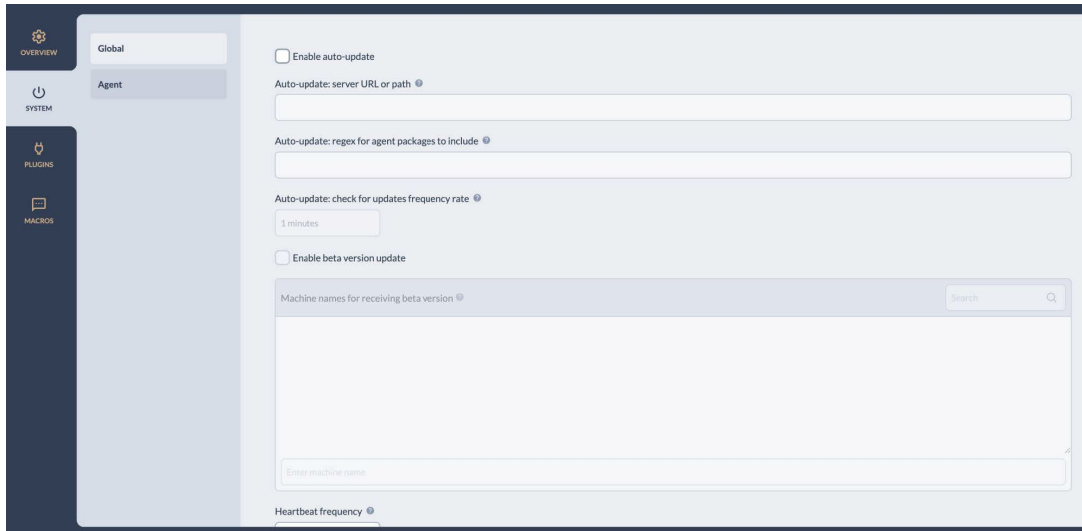 OVERVIEW
SYSTEM
PLUGINS
MACROS
Global
Agent
Enable auto-update
Auto-update: server URL or path
Auto-update: regex for agent packages to include
Auto-update: check for updates frequency rate
1 minutes
Enable beta version update
Machine names for receiving beta version
Search
Enter machine name
Heartbeat frequency